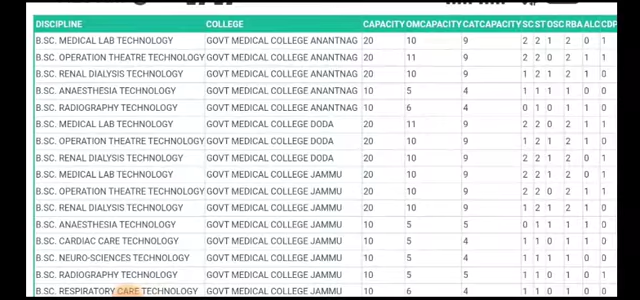 DISCIPLINE COLLEGE CAPACITY OMCAPACITY CATCAPACITY SC ST OSC RBA ALC CDP
B.SC. MEDICAL LAB TECHNOLOGY GOVT MEDICAL COLLEGE ANANTNAG 20 10 9 2 2 1 2 0 1
B.SC. OPERATION THEATRE TECHNOLOGY GOVT MEDICAL COLLEGE ANANTNAG 20 11 9 2 2 0 2 1 1
B.SC. RENAL DIALYSIS TECHNOLOGY GOVT MEDICAL COLLEGE ANANTNAG 20 10 9 1 2 1 2 1 0
B.SC. ANAESTHESIA TECHNOLOGY GOVT MEDICAL COLLEGE ANANTNAG 10 5 4 1 1 1 1 0 0
B.SC. RADIOGRAPHY TECHNOLOGY GOVT MEDICAL COLLEGE ANANTNAG 10 6 4 0 1 0 1 1 0
B.SC. MEDICAL LAB TECHNOLOGY GOVT MEDICAL COLLEGE DODA 20 11 9 2 2 0 2 1 1
B.SC. OPERATION THEATRE TECHNOLOGY GOVT MEDICAL COLLEGE DODA 20 10 9 1 2 1 2 1 0
B.SC. RENAL DIALYSIS TECHNOLOGY GOVT MEDICAL COLLEGE DODA 20 10 9 2 2 1 2 0 1
B.SC. MEDICAL LAB TECHNOLOGY GOVT MEDICAL COLLEGE JAMMU 20 10 9 2 2 1 2 0 1
B.SC. OPERATION THEATRE TECHNOLOGY GOVT MEDICAL COLLEGE JAMMU 20 10 9 2 2 0 2 1 1
B.SC. RENAL DIALYSIS TECHNOLOGY GOVT MEDICAL COLLEGE JAMMU 20 10 9 1 2 1 2 1 0
B.SC. ANAESTHESIA TECHNOLOGY GOVT MEDICAL COLLEGE JAMMU 10 5 5 0 1 1 1 0 1
B.SC. CARDIAC CARE TECHNOLOGY GOVT MEDICAL COLLEGE JAMMU 10 5 4 1 1 0 1 1 0
B.SC. NEURO-SCIENCES TECHNOLOGY GOVT MEDICAL COLLEGE JAMMU 10 5 4 1 1 1 1 0 0
B.SC. RADIOGRAPHY TECHNOLOGY GOVT MEDICAL COLLEGE JAMMU 10 5 5 1 1 0 1 0 1
B.SC. RESPIRATORY CARE TECHNOLOGY GOVT MEDICAL COLLEGE JAMMU 10 6 4 1 1 0 1 1 0